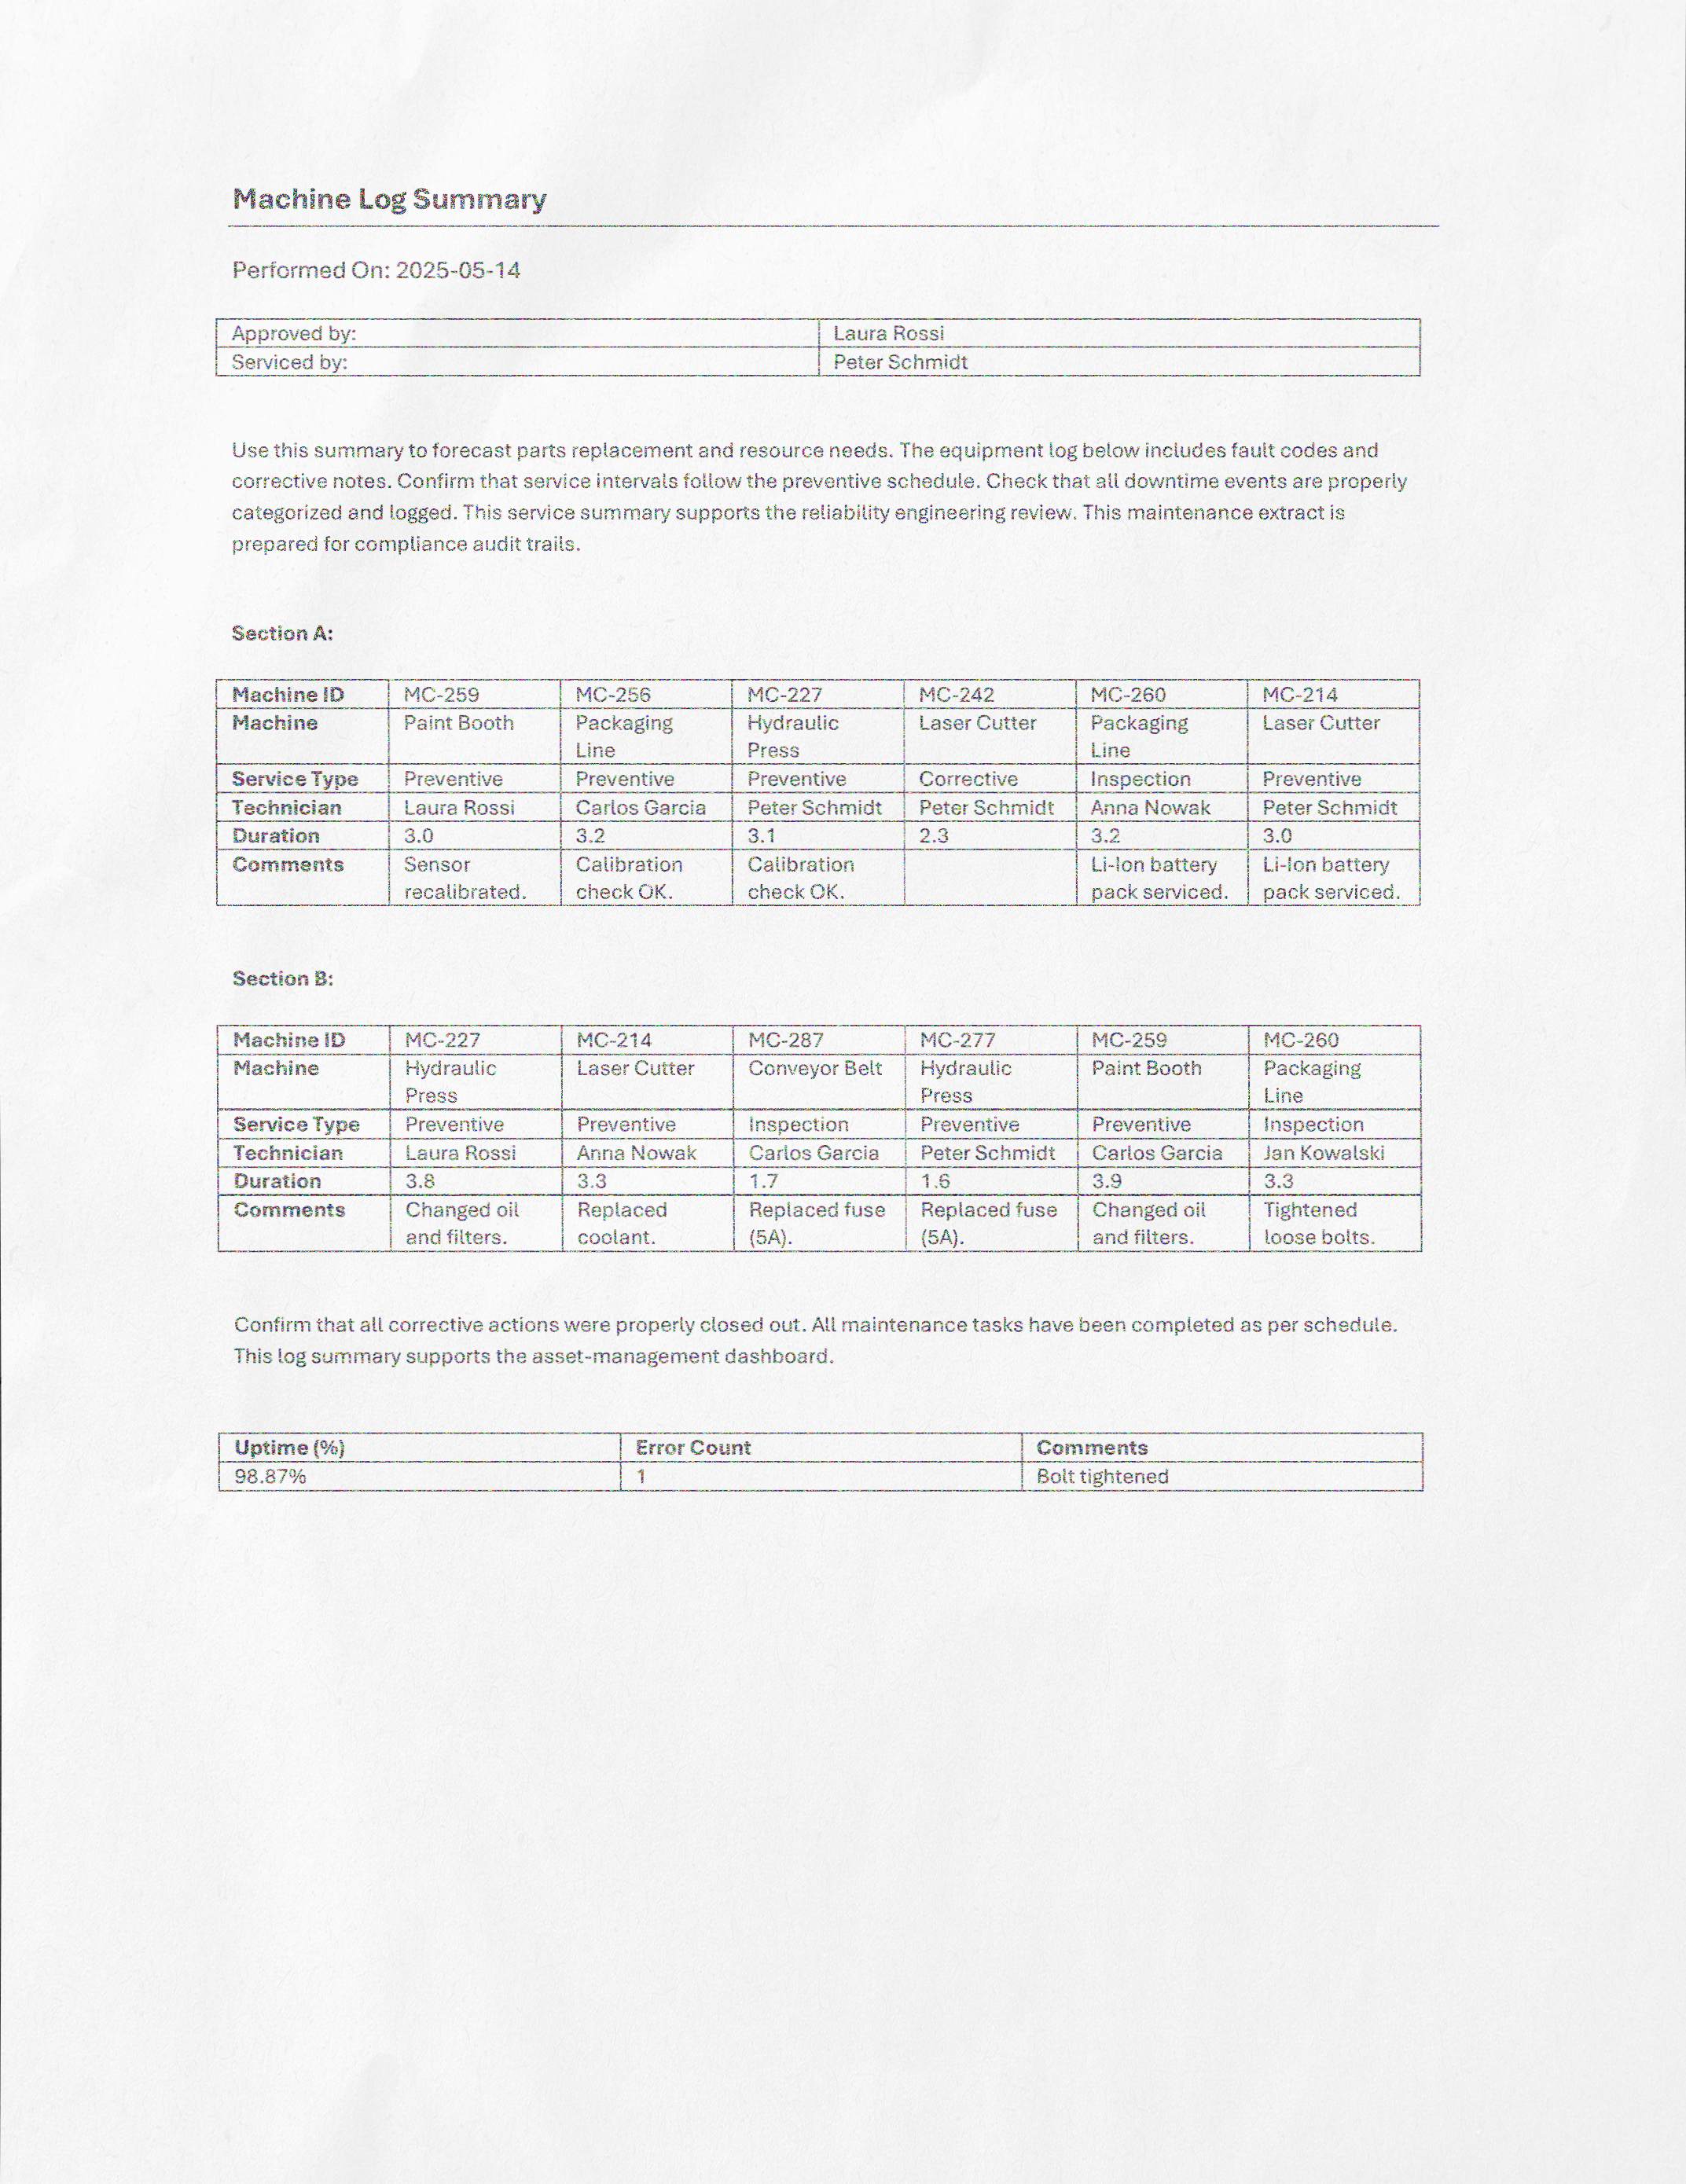 Machine Log Summary
Performed On: 2025-05-14
Approved by: Laura Rossi
Serviced by: Peter Schmidt
Use this summary to forecast parts replacement and resource needs. The equipment log below includes fault codes and
corrective notes. Confirm that service intervals follow the preventive schedule. Check that all downtime events are properly
categorized and logged. This service summary supports the reliability engineering review. This maintenance extract is
prepared for compliance audit trails.
Section A:
Machine ID MC-259 MC-256 MC-227 MC-242 MC-260 MC-214
Machine Paint Booth Packaging Hydraulic Laser Cutter Packaging Laser Cutter
Line Press Line
Service Type Preventive Preventive Preventive Corrective Inspection Preventive
Technician Laura Rossi Carlos Garcia Peter Schmidt Peter Schmidt Anna Nowak Peter Schmidt
Duration 3.0 3.2 3.1 2.3 3.2 3.0
Comments Sensor Calibration Calibration Li-Ion battery Li-Ion battery
recalibrated. check OK. check OK. pack serviced. pack serviced.
Section B:
Machine ID MC-227 MC-214 MC-287 MC-277 MC-259 MC-260
Machine Hydraulic Laser Cutter Conveyor Belt Hydraulic Paint Booth Packaging
Press Press Line
Service Type Preventive Preventive Inspection Preventive Preventive Inspection
Technician Laura Rossi Anna Nowak Carlos Garcia Peter Schmidt Carlos Garcia Jan Kowalski
Duration 3.8 3.3 1.7 1.6 3.9 3.3
Comments Changed oil Replaced Replaced fuse Replaced fuse Changed oil Tightened
and filters. coolant. (5A). (5A). and filters. loose bolts.
Confirm that all corrective actions were properly closed out. All maintenance tasks have been completed as per schedule.
This log summary supports the asset-management dashboard.
Uptime (%) Error Count Comments
98.87% 1 Bolt tightened